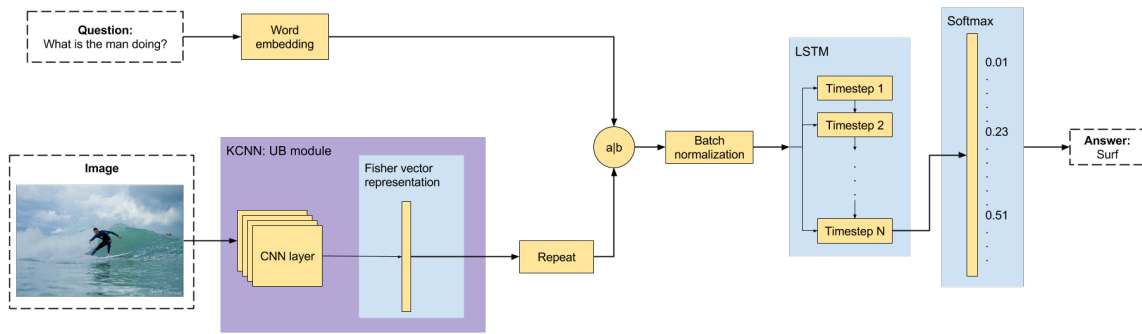 Question:
What is the man doing?
Word
embedding
Image
KCNN: UB module
Fisher vector
representation
CNN layer
Repeat
a|b
Batch
normalization
LSTM
Timestep 1
Timestep 2
Timestep N
Softmax
0.01
0.23
0.51
Answer:
Surf